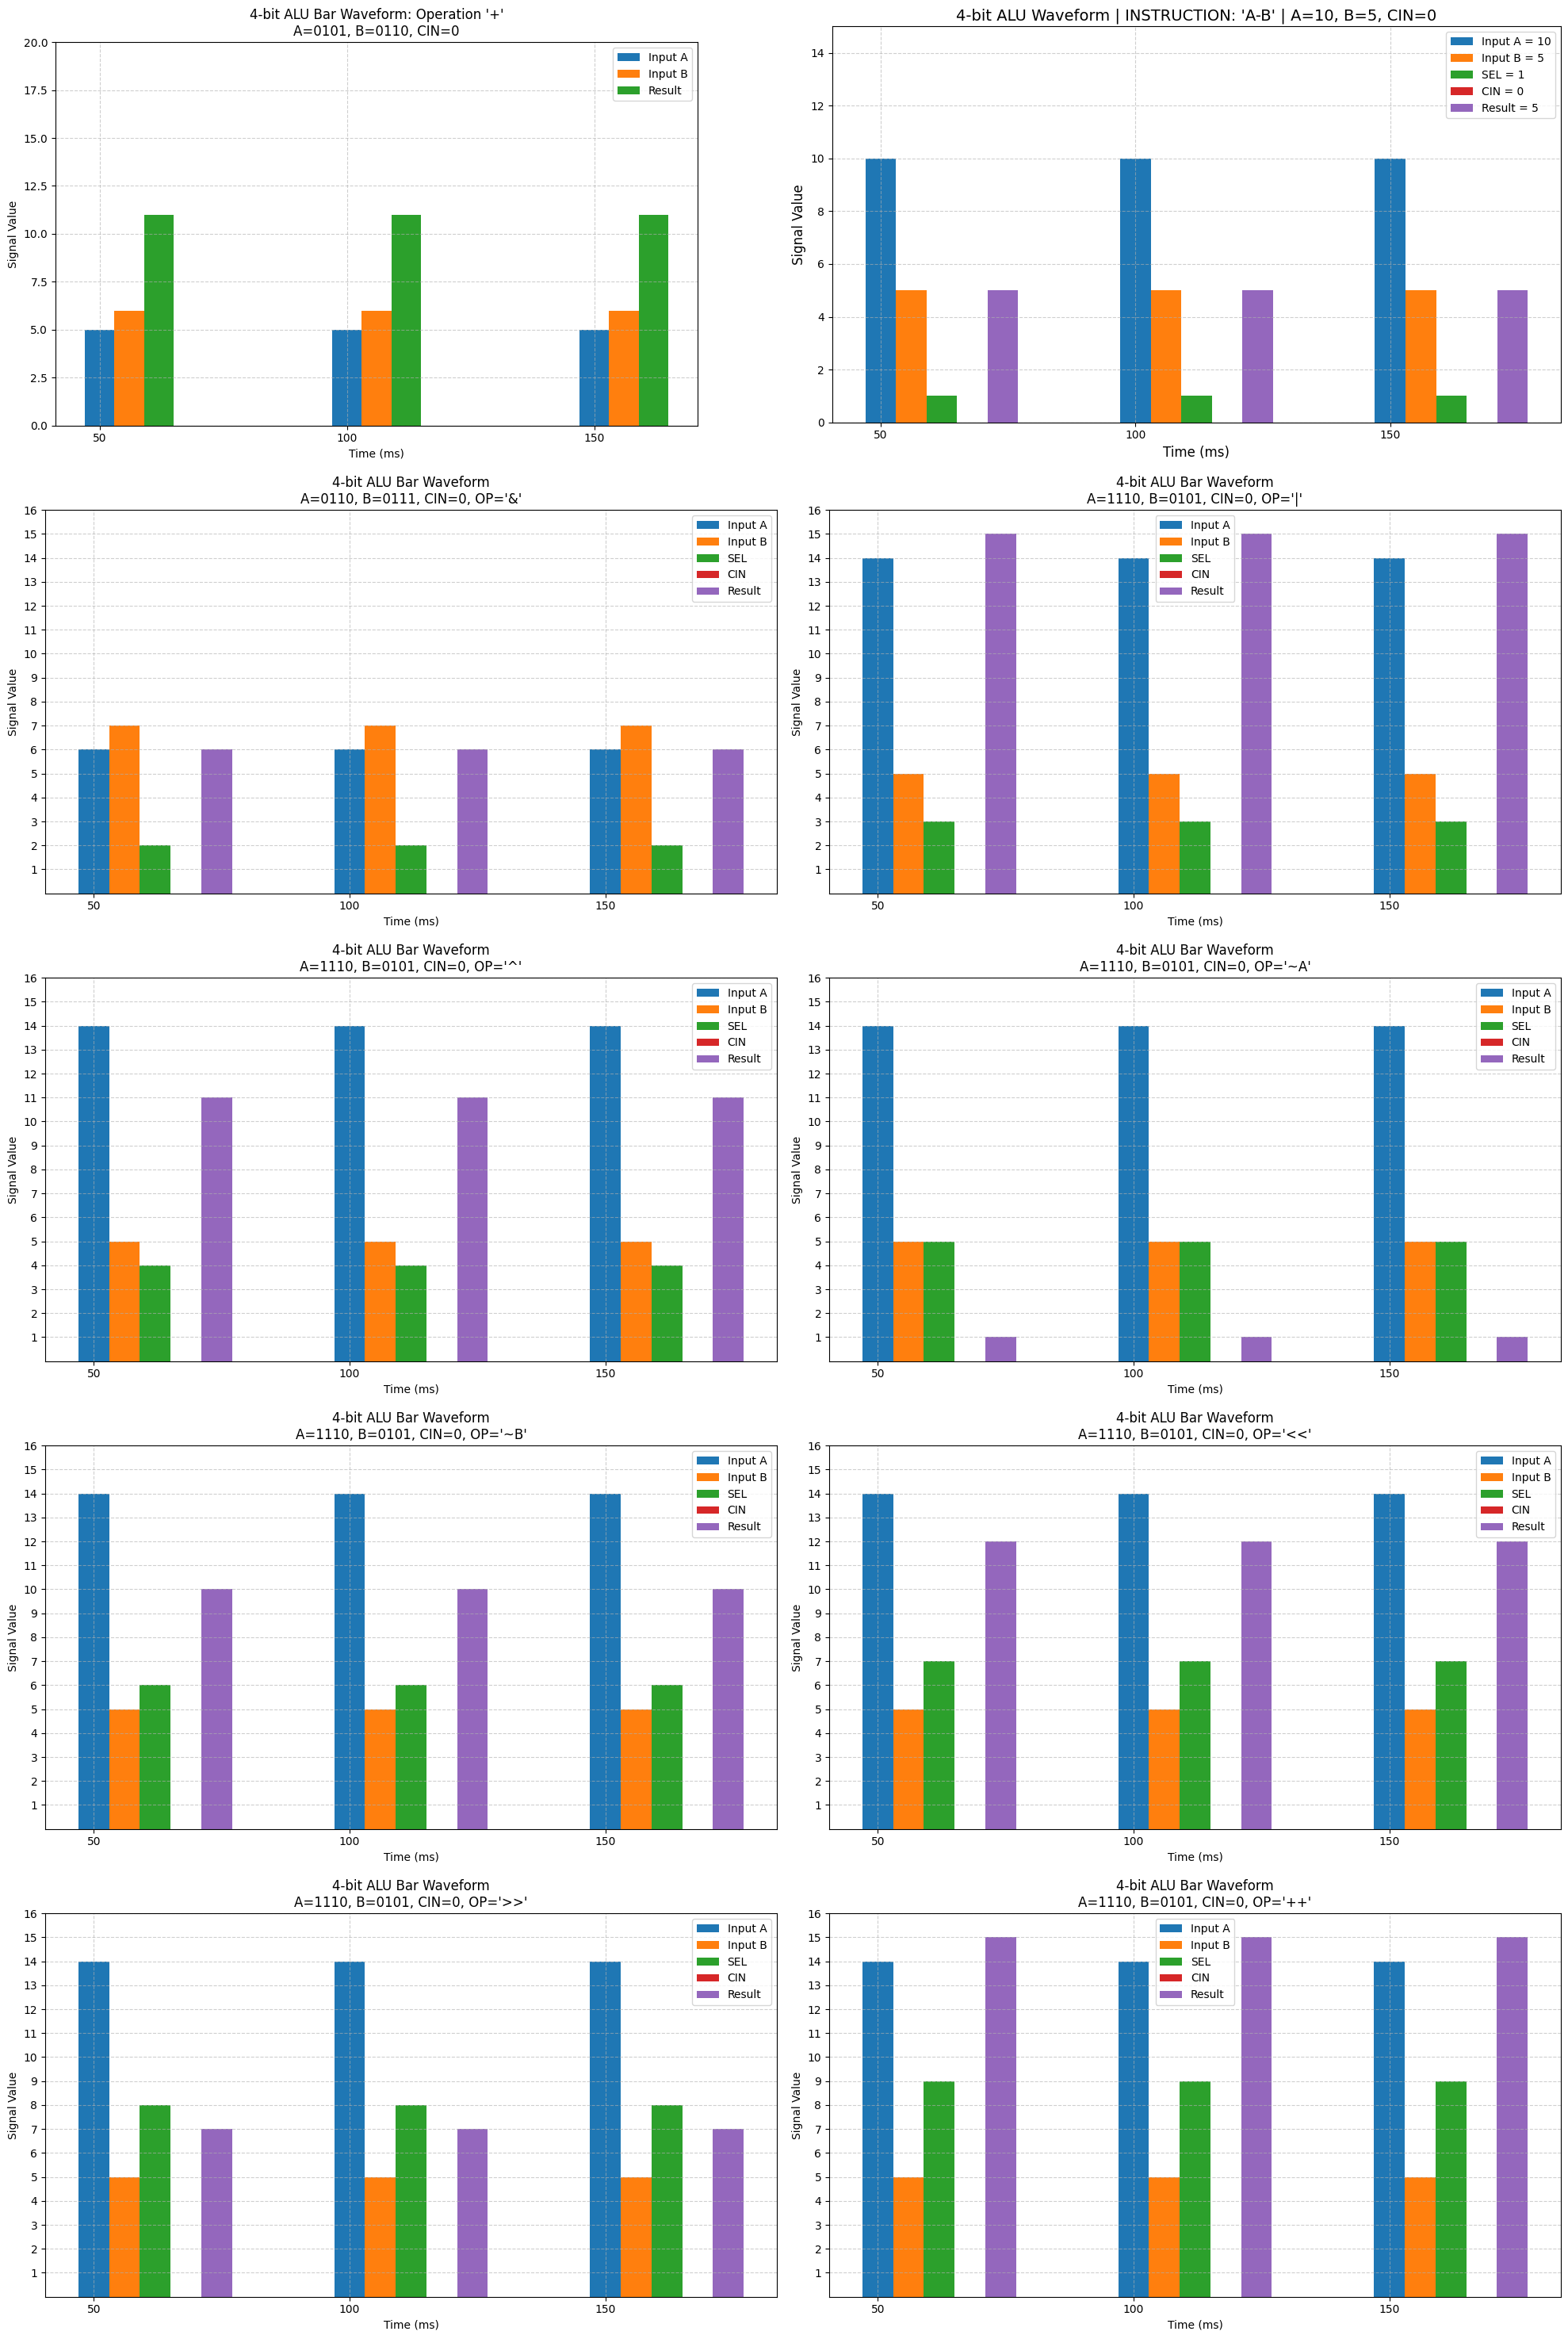 4-bit ALU Bar Waveform: Operation '+'
A=0101, B=0110, CIN=0
20.0
17.5
15.0
12.5
10.0
7.5
5.0
2.5
0.0
Signal Value
Input A
Input B
Result
50 100 150
Time (ms)
4-bit ALU Waveform | INSTRUCTION: 'A-B' | A=10, B=5, CIN=0
14
12
10
8
6
4
2
0
Signal Value
Input A = 10
Input B = 5
SEL = 1
CIN = 0
Result = 5
50 100 150
Time (ms)
4-bit ALU Bar Waveform
A=0110, B=0111, CIN=0, OP='&'
16
15
14
13
12
11
10
9
8
7
6
5
4
3
2
1
Signal Value
Input A
Input B
SEL
CIN
Result
50 100 150
Time (ms)
4-bit ALU Bar Waveform
A=1110, B=0101, CIN=0, OP='|'
16
15
14
13
12
11
10
9
8
7
6
5
4
3
2
1
Signal Value
Input A
Input B
SEL
CIN
Result
50 100 150
Time (ms)
4-bit ALU Bar Waveform
A=1110, B=0101, CIN=0, OP='^'
16
15
14
13
12
11
10
9
8
7
6
5
4
3
2
1
Signal Value
Input A
Input B
SEL
CIN
Result
50 100 150
Time (ms)
4-bit ALU Bar Waveform
A=1110, B=0101, CIN=0, OP='~A'
16
15
14
13
12
11
10
9
8
7
6
5
4
3
2
1
Signal Value
Input A
Input B
SEL
CIN
Result
50 100 150
Time (ms)
4-bit ALU Bar Waveform
A=1110, B=0101, CIN=0, OP='~B'
16
15
14
13
12
11
10
9
8
7
6
5
4
3
2
1
Signal Value
Input A
Input B
SEL
CIN
Result
50 100 150
Time (ms)
4-bit ALU Bar Waveform
A=1110, B=0101, CIN=0, OP='<<'
16
15
14
13
12
11
10
9
8
7
6
5
4
3
2
1
Signal Value
Input A
Input B
SEL
CIN
Result
50 100 150
Time (ms)
4-bit ALU Bar Waveform
A=1110, B=0101, CIN=0, OP='>>'
16
15
14
13
12
11
10
9
8
7
6
5
4
3
2
1
Signal Value
Input A
Input B
SEL
CIN
Result
50 100 150
Time (ms)
4-bit ALU Bar Waveform
A=1110, B=0101, CIN=0, OP='++'
16
15
14
13
12
11
10
9
8
7
6
5
4
3
2
1
Signal Value
Input A
Input B
SEL
CIN
Result
50 100 150
Time (ms)